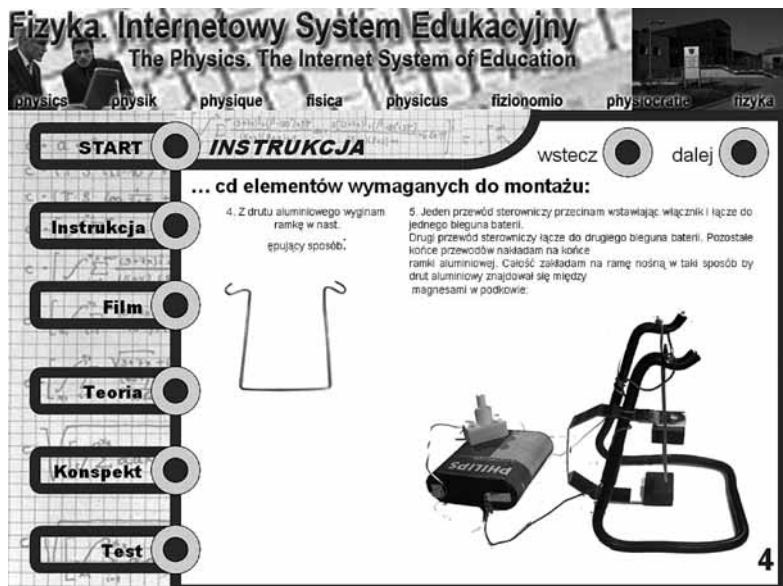 Fizyka. Internetowy System Edukacyjny
The Physics. The Internet System of Education
physics physik physique fisica physicus fizionomio physiocratie fizyka
START
INSTRUKCJA
wstecz
dalej
... cd elementów wymaganych do montażu:
Instrukcja
Film
Teoria
Konspekt
Test
4. Z drutu aluminiowego wyginam
ramkę w nast.
ępujący sposób:
5. Jeden przewód sterowniczy przecinam wstawiając włącznik i łącze do
jednego bieguna baterii.
Drugi przewód sterowniczy łącze do drugiego bieguna baterii. Pozostałe
końce przewodów nakładam na końce
ramki aluminiowej. Całość zakładam na ramę nośną w taki sposób by
drut aluminiowy znajdował się między
magnesami w podkowie:
PHILIPS
4